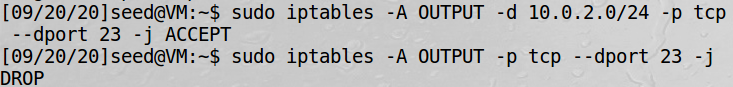 [09/20/20]seed@VM:~$ sudo iptables -A OUTPUT -d 10.0.2.0/24 -p tcp
 --dport 23 -j ACCEPT
[09/20/20]seed@VM:~$ sudo iptables -A OUTPUT -p tcp --dport 23 -j
DROP